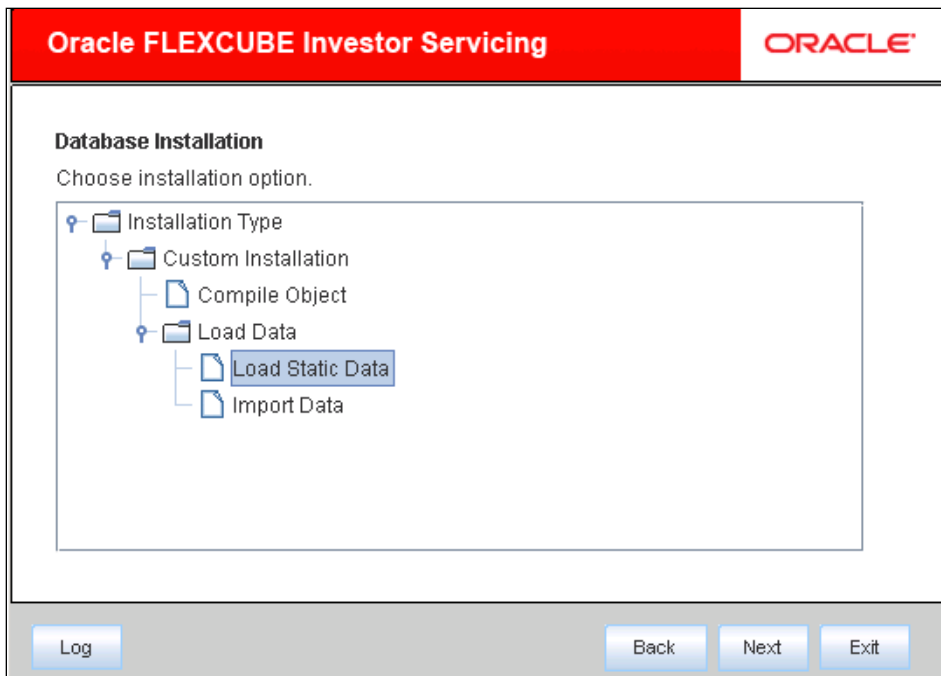 Oracle FLEXCUBE Investor Servicing
ORACLE
Database Installation
Choose installation option.
Installation Type
Custom Installation
Compile Object
Load Data
Load Static Data
Import Data
Log
Back
Next
Exit